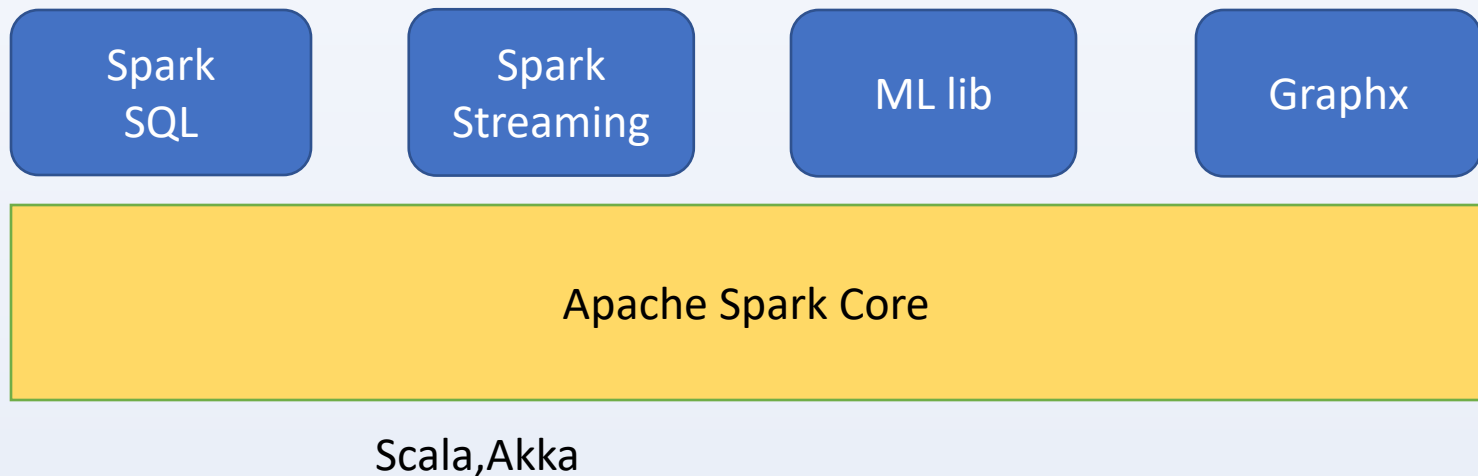 Spark
SQL
Spark
Streaming
ML lib
Graphx
Apache Spark Core
Scala,Akka